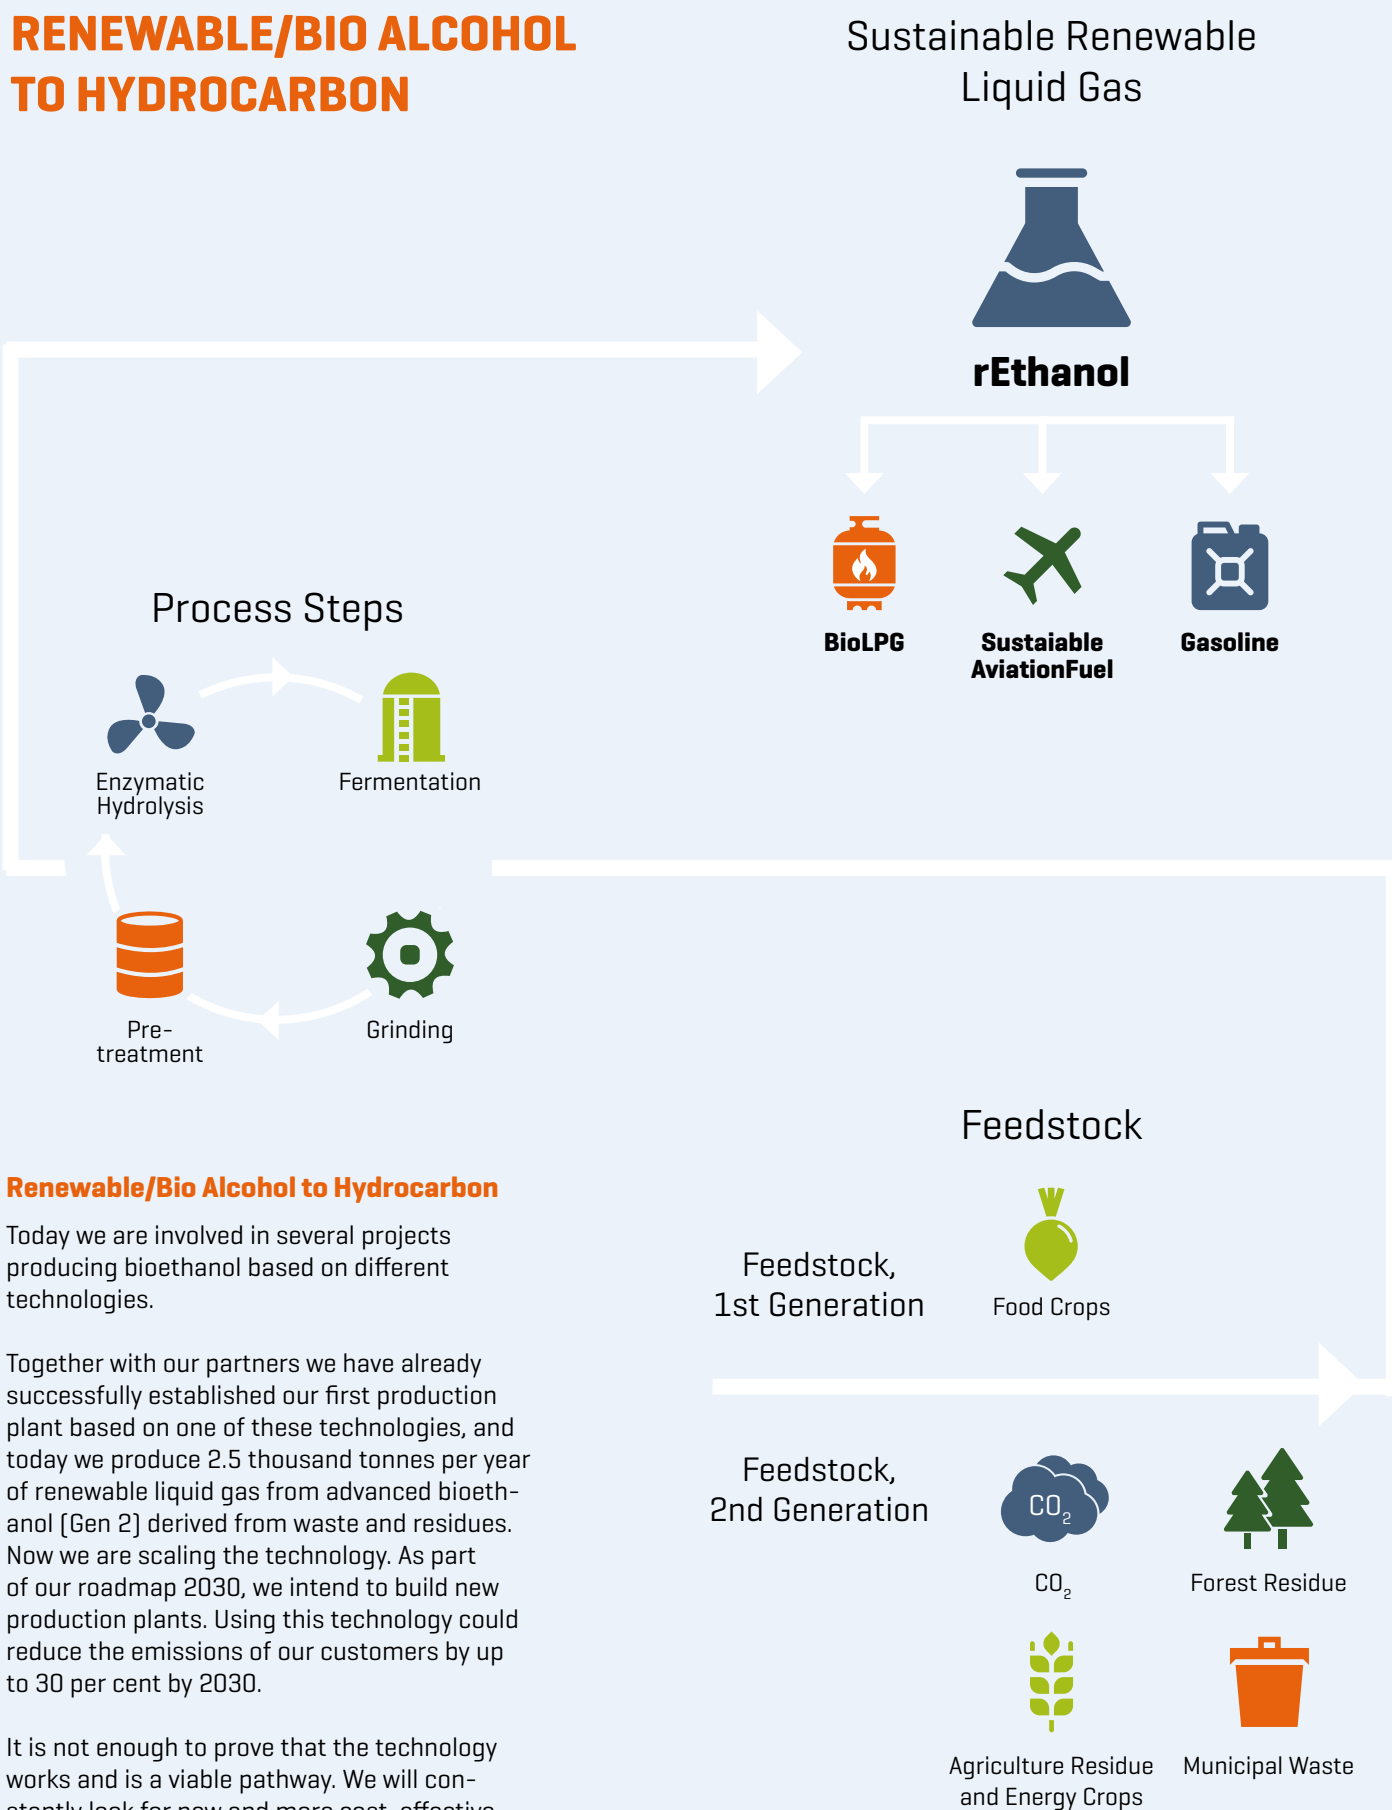 RENEWABLE/BIO ALCOHOL
TO HYDROCARBON
Sustainable Renewable
Liquid Gas
rEthanol
BioLPG
Sustaiable
AviationFuel
Gasoline
Process Steps
Enzymatic
Hydrolysis
Fermentation
Pre-
treatment
Grinding
Renewable/Bio Alcohol to Hydrocarbon
Today we are involved in several projects
producing bioethanol based on different
technologies.
Together with our partners we have already
successfully established our first production
plant based on one of these technologies, and
today we produce 2.5 thousand tonnes per year
of renewable liquid gas from advanced bioeth-
anol (Gen 2) derived from waste and residues.
Now we are scaling the technology. As part
of our roadmap 2030, we intend to build new
production plants. Using this technology could
reduce the emissions of our customers by up
to 30 per cent by 2030.
It is not enough to prove that the technology
works and is a viable pathway. We will con-
stantly look for new and more cost-effective
Feedstock
Feedstock,
1st Generation
Food Crops
Feedstock,
2nd Generation
CO₂
CO₂
Forest Residue
Agriculture Residue
and Energy Crops
Municipal Waste